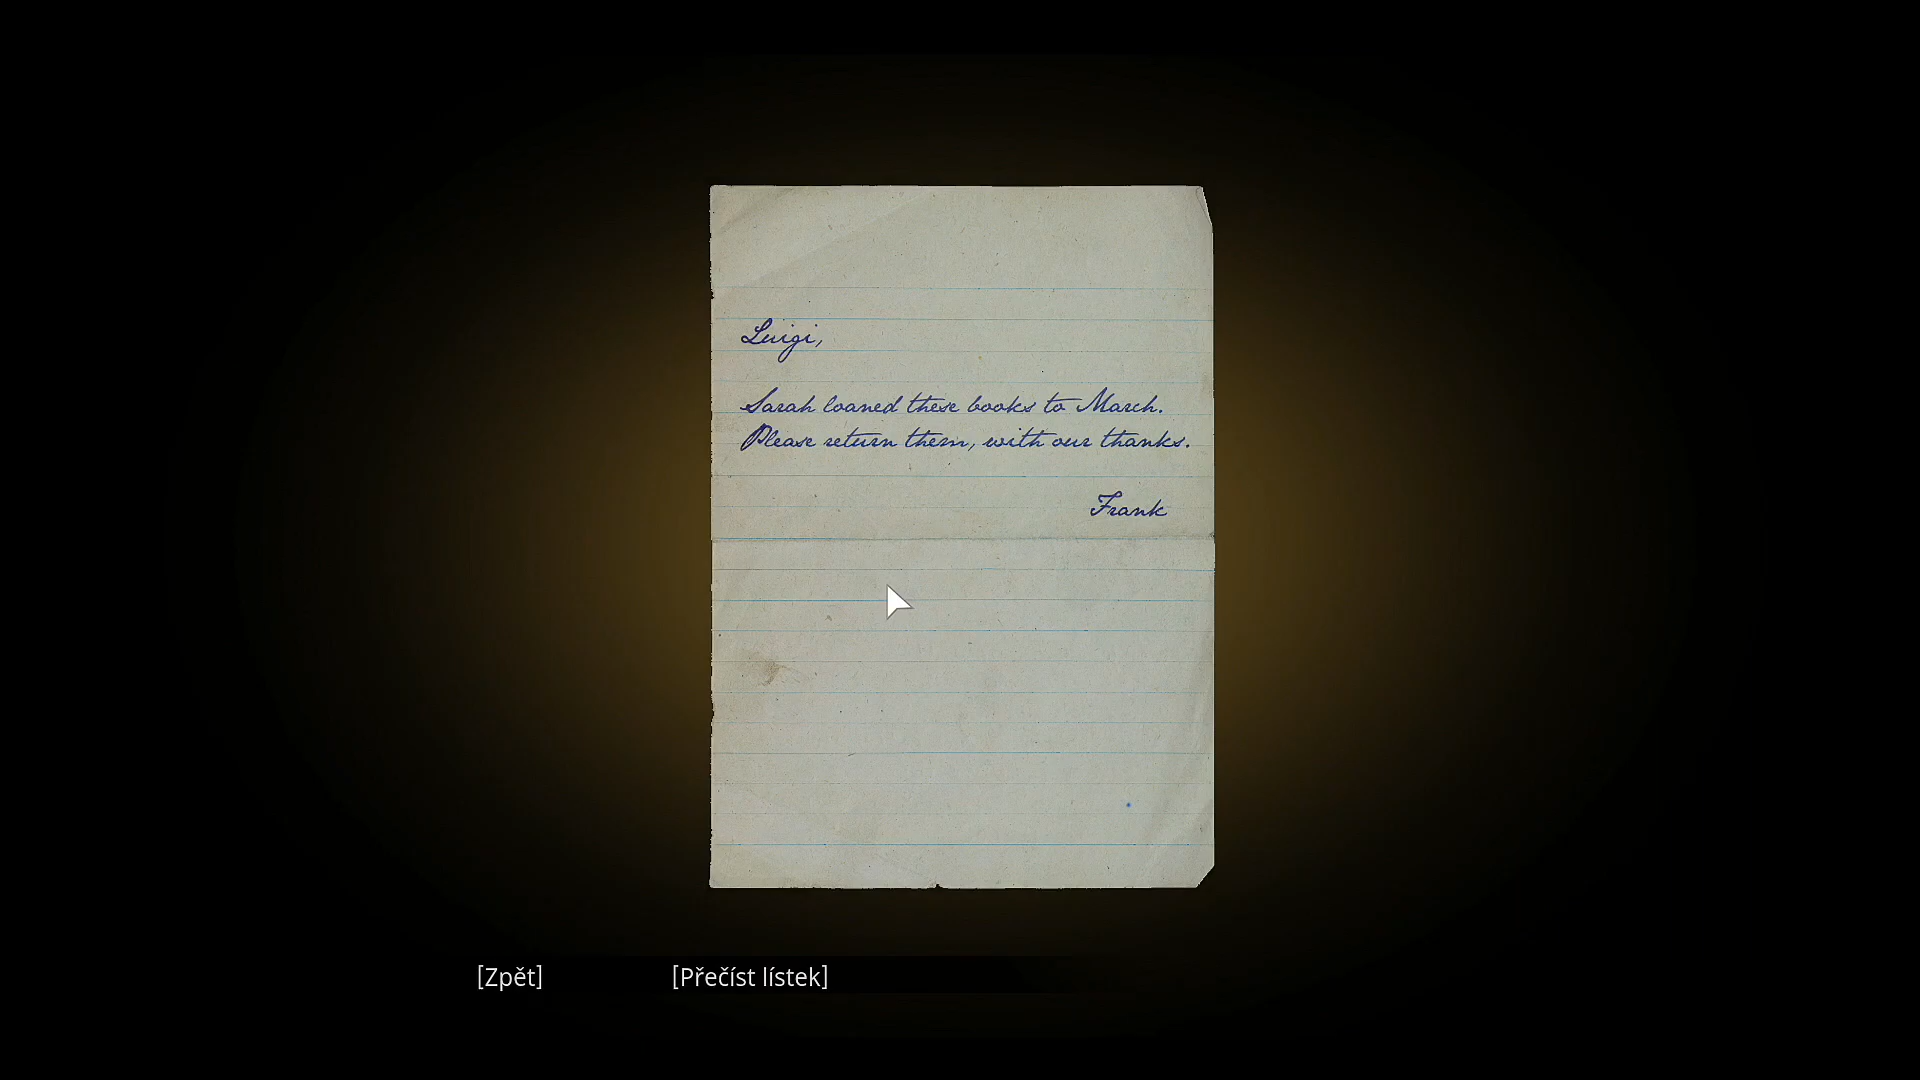 Luigi,
Sarah loaned these books to March.
Please return them, with our thanks.
Frank
[Zpět] [Přečíst lístek]